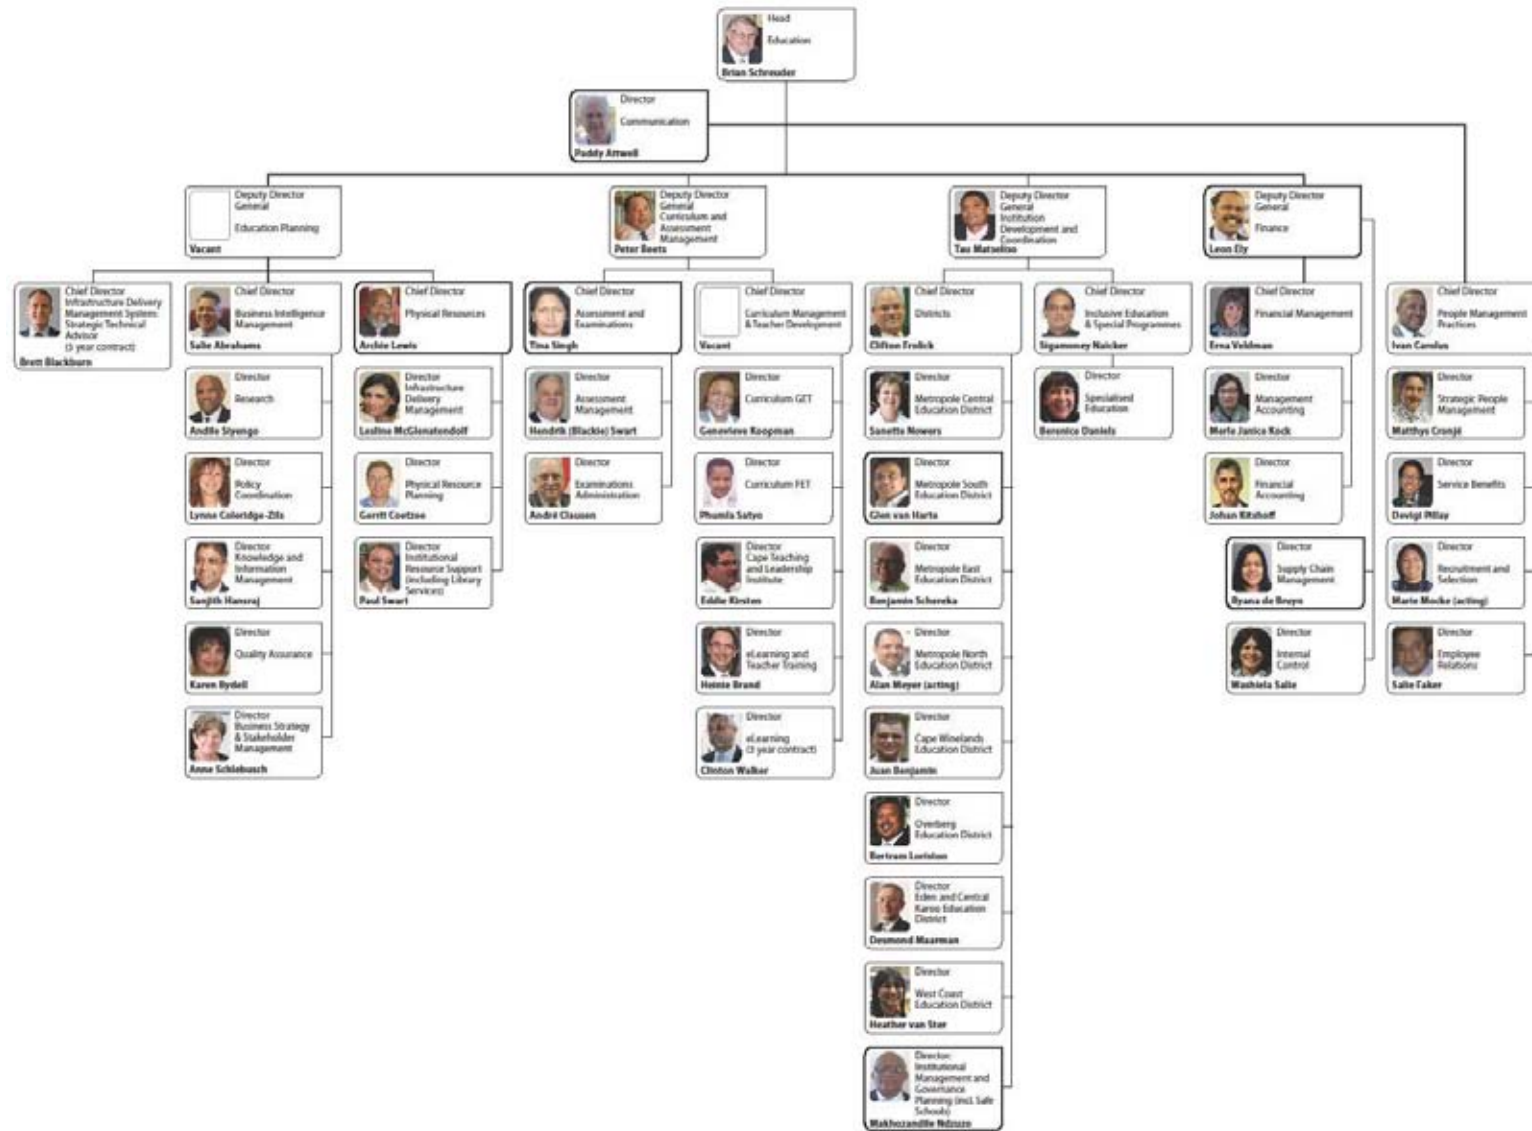 Head
Education
Brian Schreuder
Director
Communication
Paddy Attwell
Deputy Director
General
Education Planning
Vacant
Deputy Director
General
Curriculum and
Assessment
Management
Peter Beets
Deputy Director
General
Institution
Development and
Coordination
Tau Matseliso
Deputy Director
General
Finance
Leon Ely
Chief Director
Infrastructure Delivery
Management System:
Strategic Technical
Advisor
year contract)
Brett Blackburn
Chief Director
Business Intelligence
Management
Salie Abrahams
Chief Director
Physical Resources
Archie Lewis
Chief Director
Assessment and
Examinations
Tina Singh
Chief Director
Curriculum Management
& Teacher Development
Vacant
Chief Director
Districts
Clifton Frolick
Chief Director
Inclusive Education
& Special Programmes
Sigamoney Naicker
Chief Director
Financial Management
Erna Veldman
Chief Director
People Management
Practices
Ivan Carolus
Director
Research
Andile Siyengo
Director
Infrastructure
Delivery
Management
Director
Assessment
Management
Hendrik (Blackie) Swart
Director
Curriculum GET
Genevieve Koopman
Director
Metropole Central
Education District
Sanette Nowers
Director
Specialised
Education
Berenice Daniels
Director
Management
Accounting
Merle Janice Kock
Director
Strategic People
Management
Matthys Cronjé
Director
Policy
Coordination
Lynne Coleridge-Zils
Director
Physical Resource
Planning
Gerrit Coetzee
Director
Examinations
Administration
André Clausen
Director
Curriculum FET
Phumla Satyo
Director
Metropole South
Education District
Glen van Harte
Director
Financial
Accounting
Johan Kitshoff
Director
Service Benefits
Devigi Pillay
Director
Knowledge and
Information
Management
Sanjith Hansraj
Director
Institutional
Resource Support
(including Library
Services)
Paul Swart
Director
Cape Teaching
and Leadership
Institute
Eddie Kirsten
Director
Metropole East
Education District
Benjamin Schereka
Director
Supply Chain
Management
Ryana de Bruyn
Director
Recruitment and
Selection
Marie Mocke (acting)
Director
Quality Assurance
Karen Bydell
Director
eLearning and
Teacher Training
Heinie Brand
Director
Metropole North
Education District
Alan Meyer (acting)
Director
Internal
Control
Washiela Salie
Director
Employee
Relations
Salie Faker
Director
Business Strategy
& Stakeholder
Management
Anne Schlebusch
Director
eLearning
year contract)
Clinton Walker
Director
Cape Winelands
Education District
Juan Benjamin
Director
Overberg
Education District
Bertram Loriston
Director
Eden and Central
Karoo Education
District
Desmond Maarman
Director
West Coast
Education District
Heather van Ster
Director:
Institutional
Management and
Governance
Planning (incl. Safe
Schools)
Makhozandile Ndzuzo